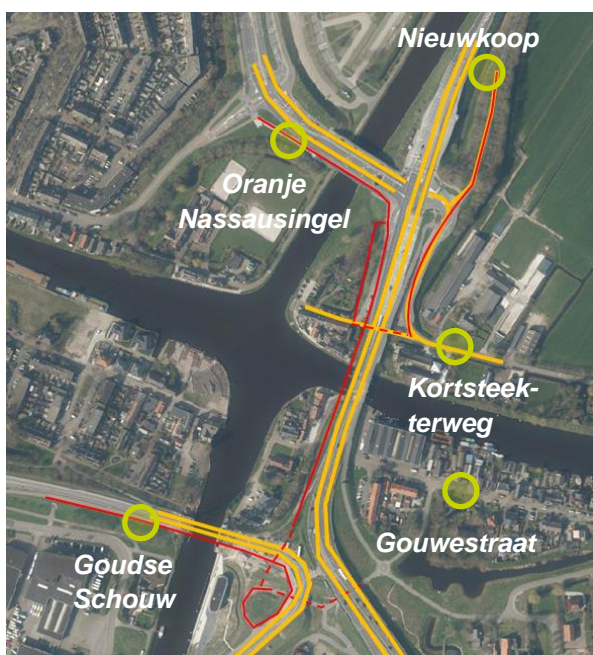 Nieuwkoop
Oranje
Nassausingel
Kortsteek-
terweg
Gouwestraat
Goudse
Schouw